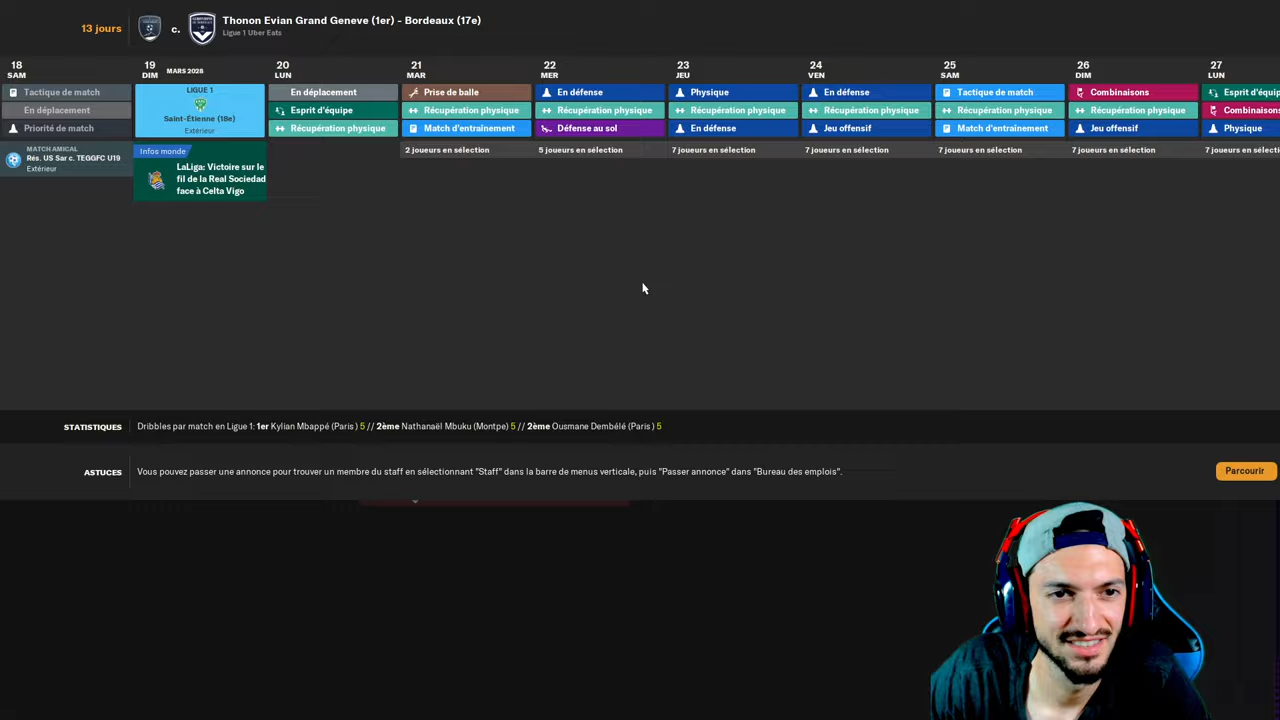 13 jours
c.
Thonon Evian Grand Geneve (1er) - Bordeaux (17e)
Ligue 1 Uber Eats
18
SAM
19
DIM
MARS 2028
20
LUN
21
MAR
22
MER
23
JEU
24
VEN
25
SAM
26
DIM
27
LUN
Tactique de match
En déplacement
Priorité de match
LIGUE 1
Saint-Étienne (18e)
Extérieur
En déplacement
Esprit d'équipe
Récupération physique
Prise de balle
Récupération physique
Match d'entraînement
En défense
Récupération physique
Défense au sol
Physique
Récupération physique
En défense
En défense
Récupération physique
Jeu offensif
Tactique de match
Récupération physique
Match d'entraînement
Combinaisons
Récupération physique
Jeu offensif
Esprit d'équip
Combinaisons
Physique
MATCH AMICAL
Rés. US Sar c. TEGGFC U19
Extérieur
Infos monde
LaLiga: Victoire sur le
fil de la Real Sociedad
face à Celta Vigo
2 joueurs en sélection
5 joueurs en sélection
7 joueurs en sélection
7 joueurs en sélection
7 joueurs en sélection
7 joueurs en sélection
7 joueurs en sélecti
STATISTIQUES
Dribbles par match en Ligue 1: 1er Kylian Mbappé (Paris ) 5 // 2ème Nathanaël Mbuku (Montpe) 5 // 2ème Ousmane Dembélé (Paris ) 5
ASTUCES
Vous pouvez passer une annonce pour trouver un membre du staff en sélectionnant "Staff" dans la barre de menus verticale, puis "Passer annonce" dans "Bureau des emplois".
Parcourir